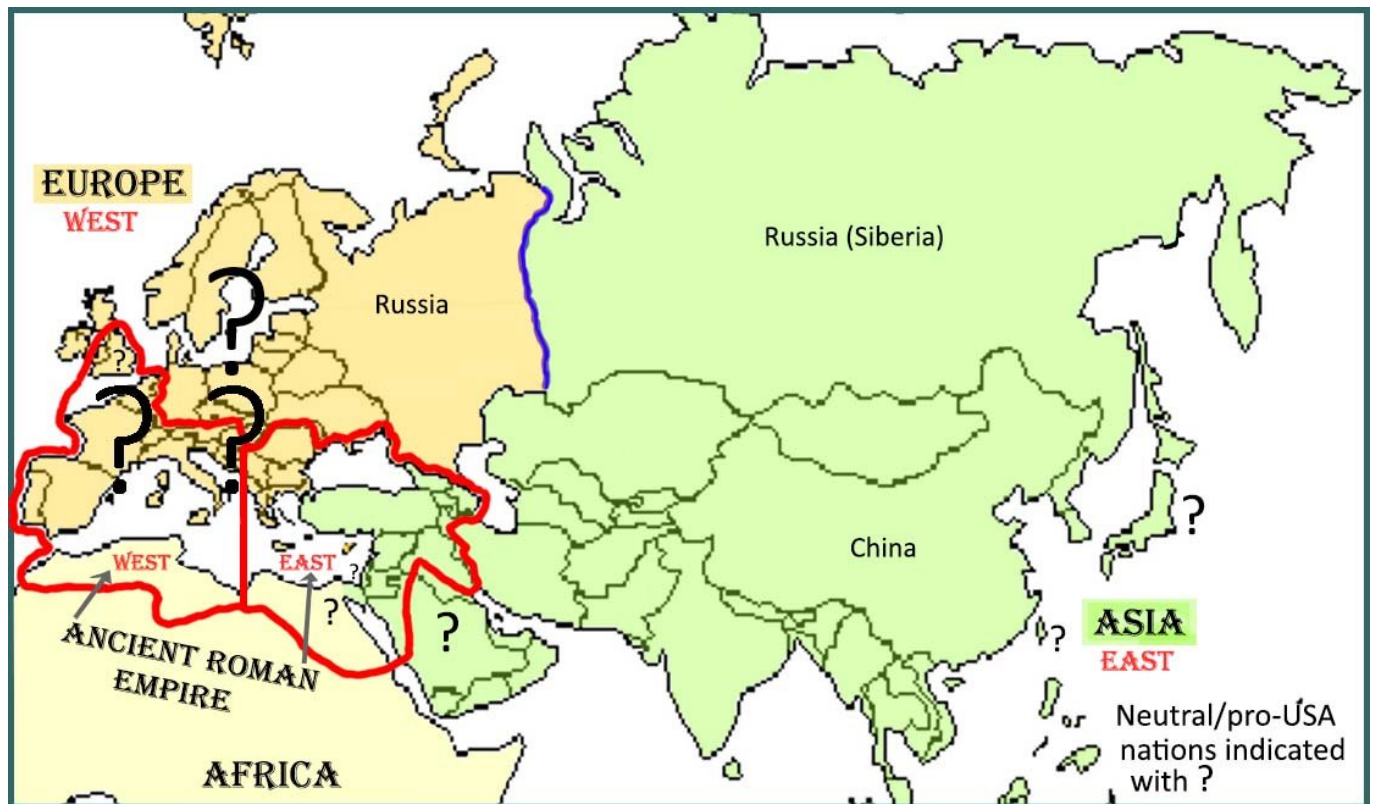 EUROPE
WEST
Russia (Siberia)
Russia
?
?
?
?
WEST
EAST
?
?
?
China
?
?
ANCIENT ROMAN
EMPIRE
ASIA
EAST
AFRICA
Neutral/pro-USA
nations indicated
with ?